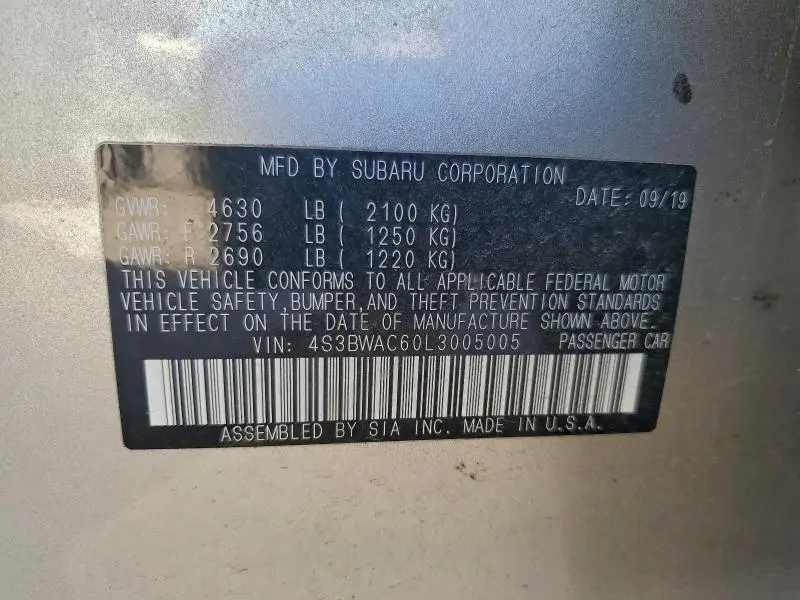 MFD BY SUBARU CORPORATION
DATE: 09/19
GVWR: 4630 LB ( 2100 KG)
GAWR: F 2756 LB ( 1250 KG)
GAWR: R 2690 LB ( 1220 KG)
THIS VEHICLE CONFORMS TO ALL APPLICABLE FEDERAL MOTOR
VEHICLE SAFETY, BUMPER, AND THEFT PREVENTION STANDARDS
IN EFFECT ON THE DATE OF MANUFACTURE SHOWN ABOVE.
VIN: 4S3BWAC60L3005005 PASSENGER CAR
ASSEMBLED BY SIA INC. MADE IN U.S.A.